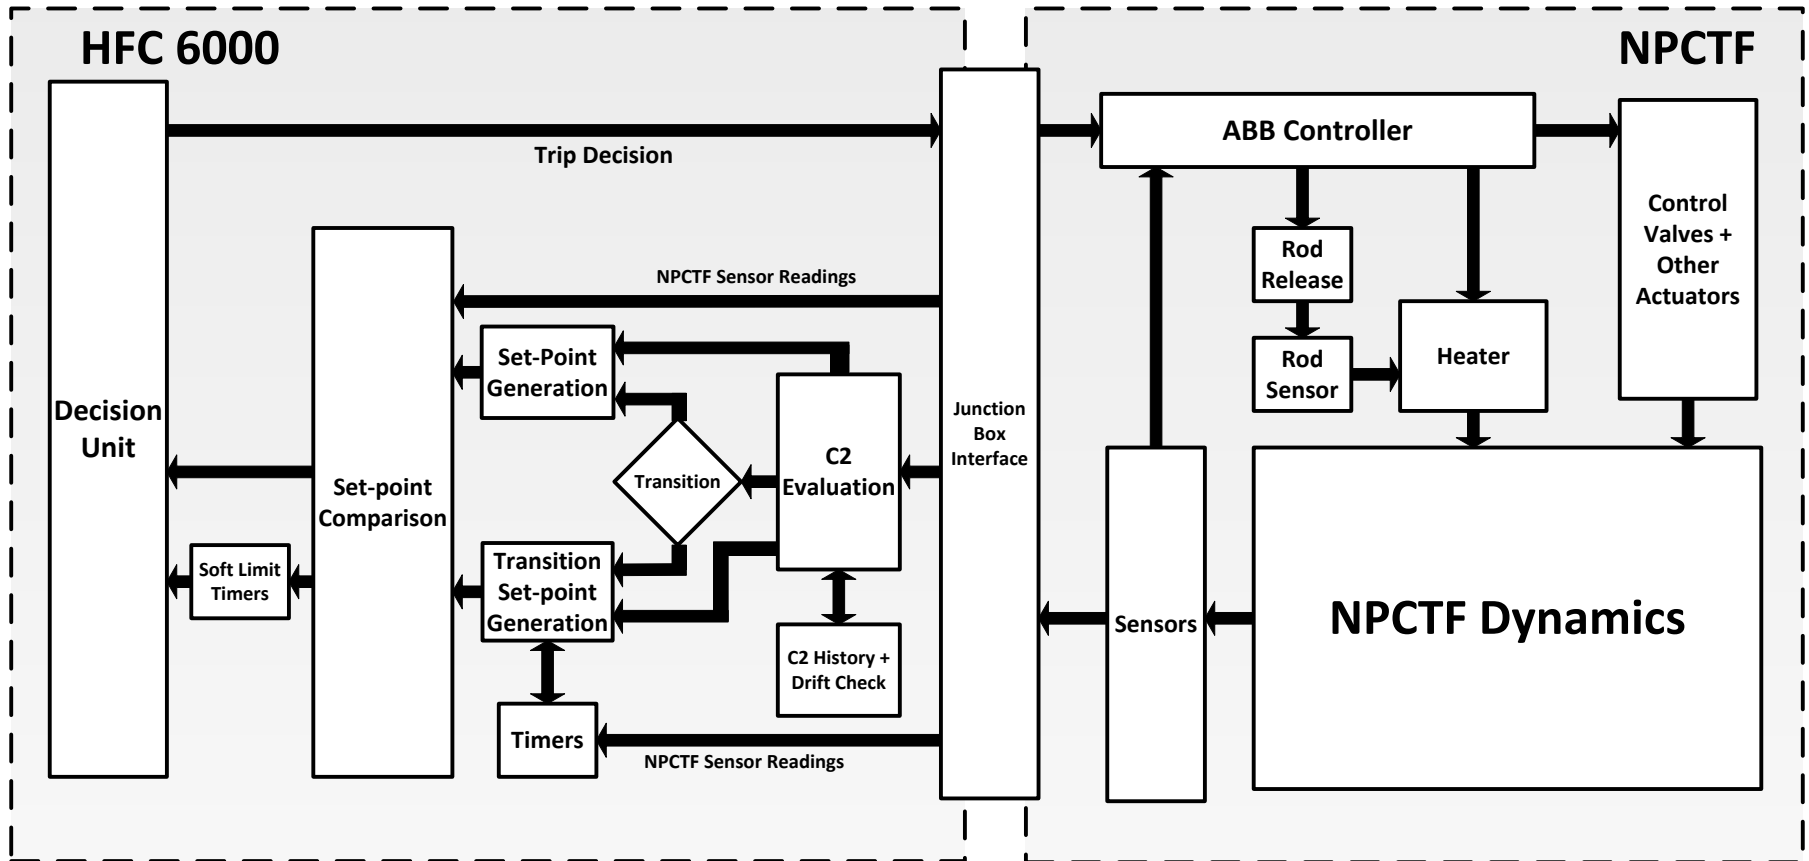 HFC 6000
NPCTF
ABB Controller
Trip Decision
Control
Valves +
Other
Actuators
Rod
Release
NPCTF Sensor Readings
Set-Point
Generation
Rod
Sensor
Heater
Decision
Unit
Junction
Box
Interface
C2
Evaluation
Transition
Set-point
Comparison
Transition
Set-point
Generation
Soft Limit
Timers
Sensors
NPCTF Dynamics
C2 History +
Drift Check
Timers
NPCTF Sensor Readings